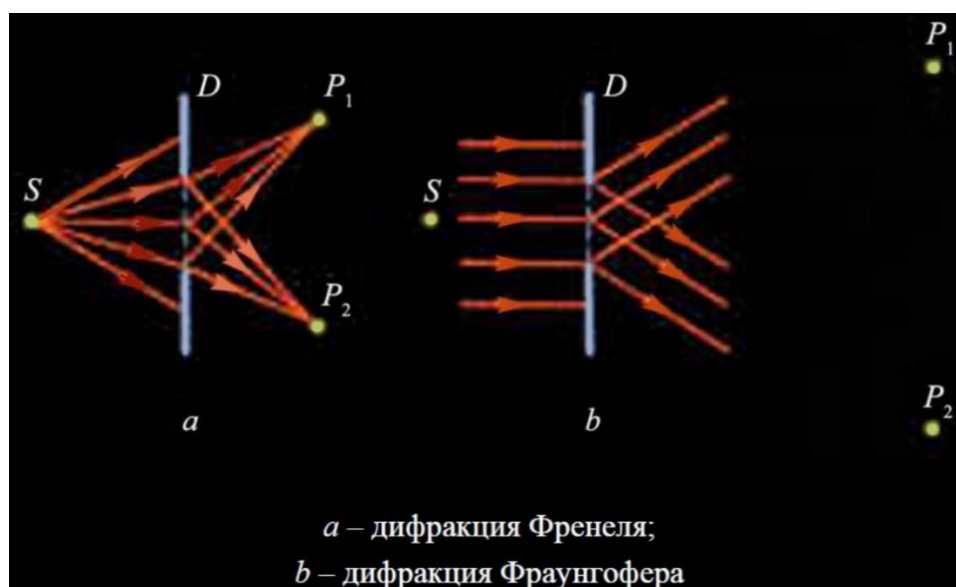 D
P₁
S
P₂
a
D
P₁
S
P₂
b
a – дифракция Френеля;
b – дифракция Фраунгофера